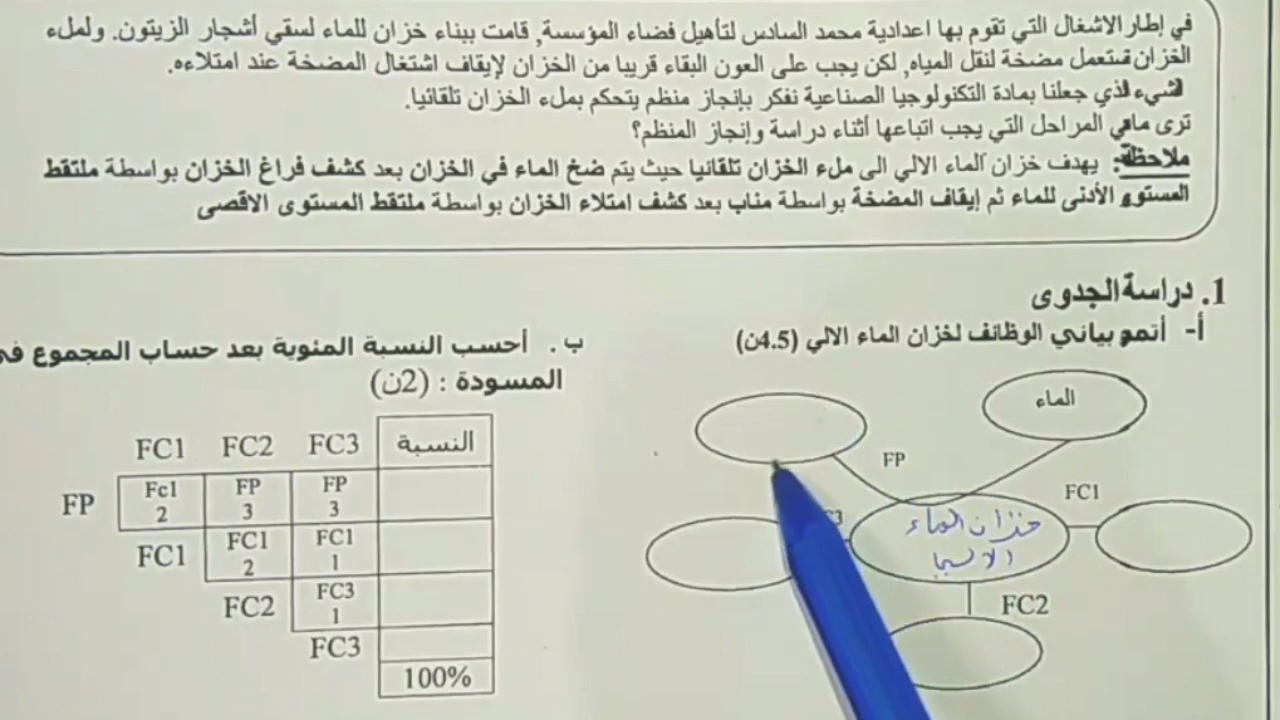 في إطار الاشغال التي تقوم بها اعدادية محمد السادس لتأهيل فضاء المؤسسة, قامت ببناء خزان للماء لسقي أشجار الزيتون. ولملء
الخزان تستعمل مضخة لنقل المياه, لكن يجب على العون البقاء قريبا من الخزان لإيقاف اشتغال المضخة عند امتلاءه.
الشيء الذي جعلنا بمادة التكنولوجيا الصناعية نفكر بإنجاز منظم يتحكم بملء الخزان تلقائيا.
ترى ماهي المراحل التي يجب اتباعها أثناء دراسة وإنجاز المنظم؟
ملاحظة: يهدف خزان الماء الالي الى ملء الخزان تلقائيا حيث يتم ضخ الماء في الخزان بعد كشف فراغ الخزان بواسطة ملتقط
المستوى الأدنى للماء ثم إيقاف المضخة بواسطة مناب بعد كشف امتلاء الخزان بواسطة ملتقط المستوى الاقصى
1. دراسة الجدوى
أ- أتمم بياني الوظائف لخزان الماء الالي (4.5ن)
الماء
FP
FC1
خزان الماء
FC2
ب. أحسب النسبة المئوية بعد حساب المجموع في
المسودة : (2ن)
FC1 FC2 FC3 النسبة
FP Fc1 FP FP
2 3 3
FC1 FC1 FC1
2 1
FC2 FC3
1
FC3
100%